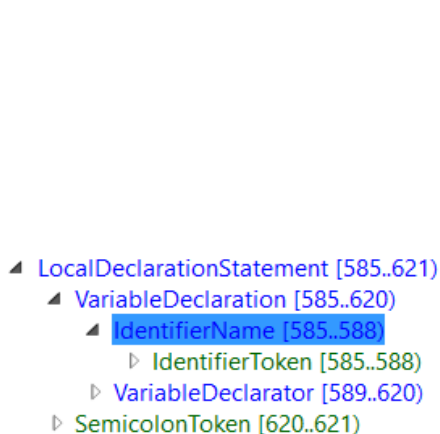 LocalDeclarationStatement [585..621)
VariableDeclaration [585..620)
IdentifierName [585..588)
IdentifierToken [585..588)
VariableDeclarator [589..620)
SemicolonToken [620..621)